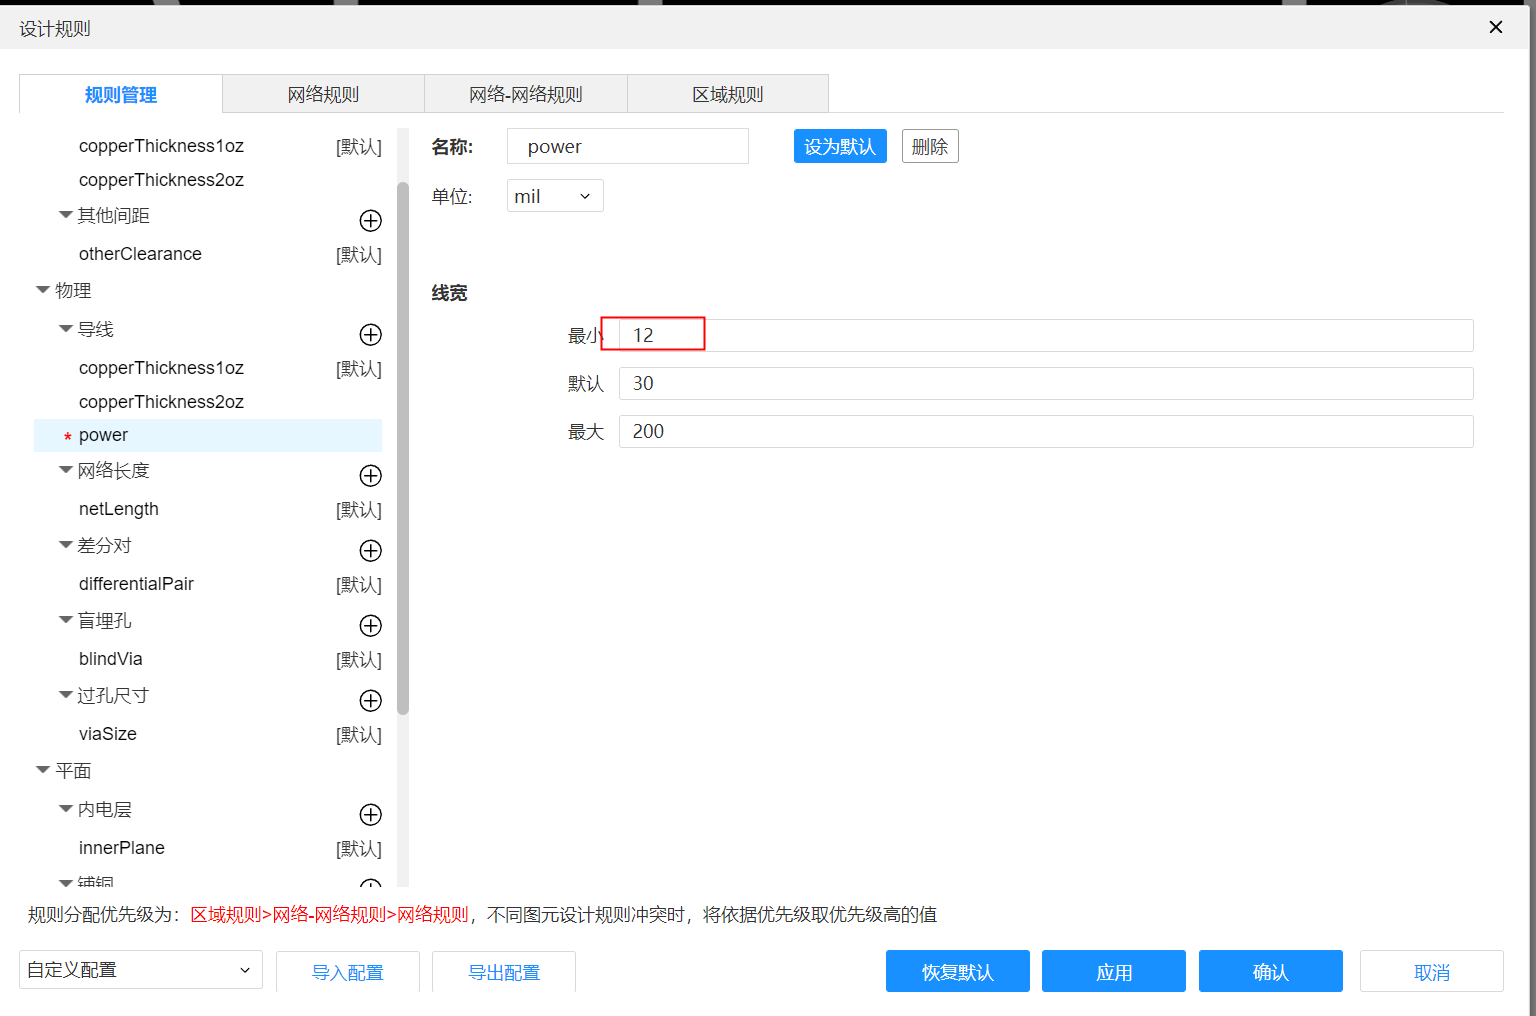 设计规则
规则管理
网络规则
网络-网络规则
区域规则
copperThickness1oz [默认]
copperThickness2oz
其他间距
otherClearance [默认]
物理
导线
copperThickness1oz [默认]
copperThickness2oz
* power
网络长度
netLength [默认]
差分对
differentialPair [默认]
盲埋孔
blindVia [默认]
过孔尺寸
viaSize [默认]
平面
内电层
innerPlane [默认]
铺铜
名称: power
设为默认
删除
单位: mil
线宽
最小 12
默认 30
最大 200
规则分配优先级为：区域规则>网络-网络规则>网络规则，不同图元设计规则冲突时，将依据优先级取优先级高的值
自定义配置
导入配置
导出配置
恢复默认
应用
确认
取消